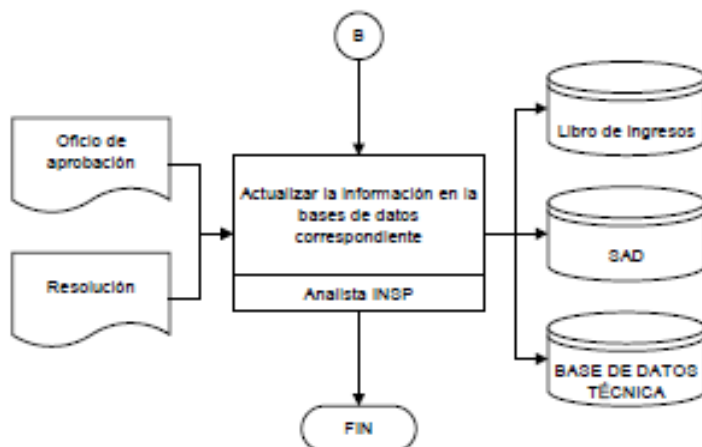 B
Oficio de
aprobación
Resolución
Actualizar la información en la
bases de datos
correspondiente
Analista INSP
Libro de Ingresos
SAD
BASE DE DATOS
TÉCNICA
FIN